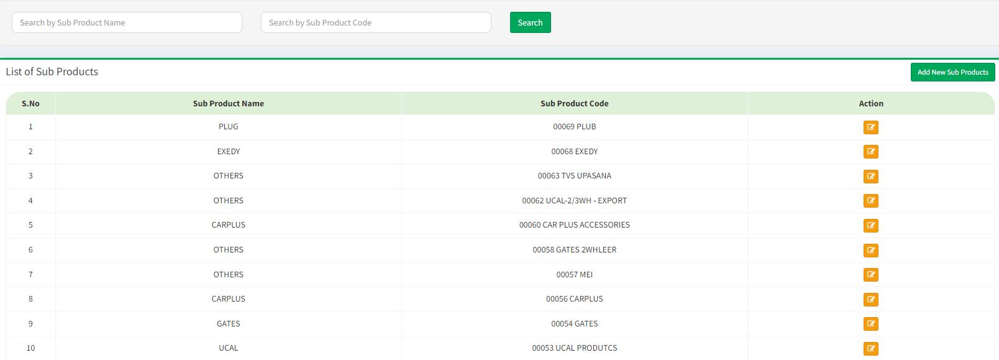 Search by Sub Product Name Search by Sub Product Code Search
List of Sub Products Add New Sub Products
S.No Sub Product Name Sub Product Code Action
1 PLUG 00069 PLUB
2 EXEDY 00068 EXEDY
3 OTHERS 00063 TVS UPASANA
4 OTHERS 00062 UCAL-2/3WH - EXPORT
5 CARPLUS 00060 CAR PLUS ACCESSORIES
6 OTHERS 00058 GATES 2WHLEER
7 OTHERS 00057 MEI
8 CARPLUS 00056 CARPLUS
9 GATES 00054 GATES
10 UCAL 00053 UCAL PRODUTCS